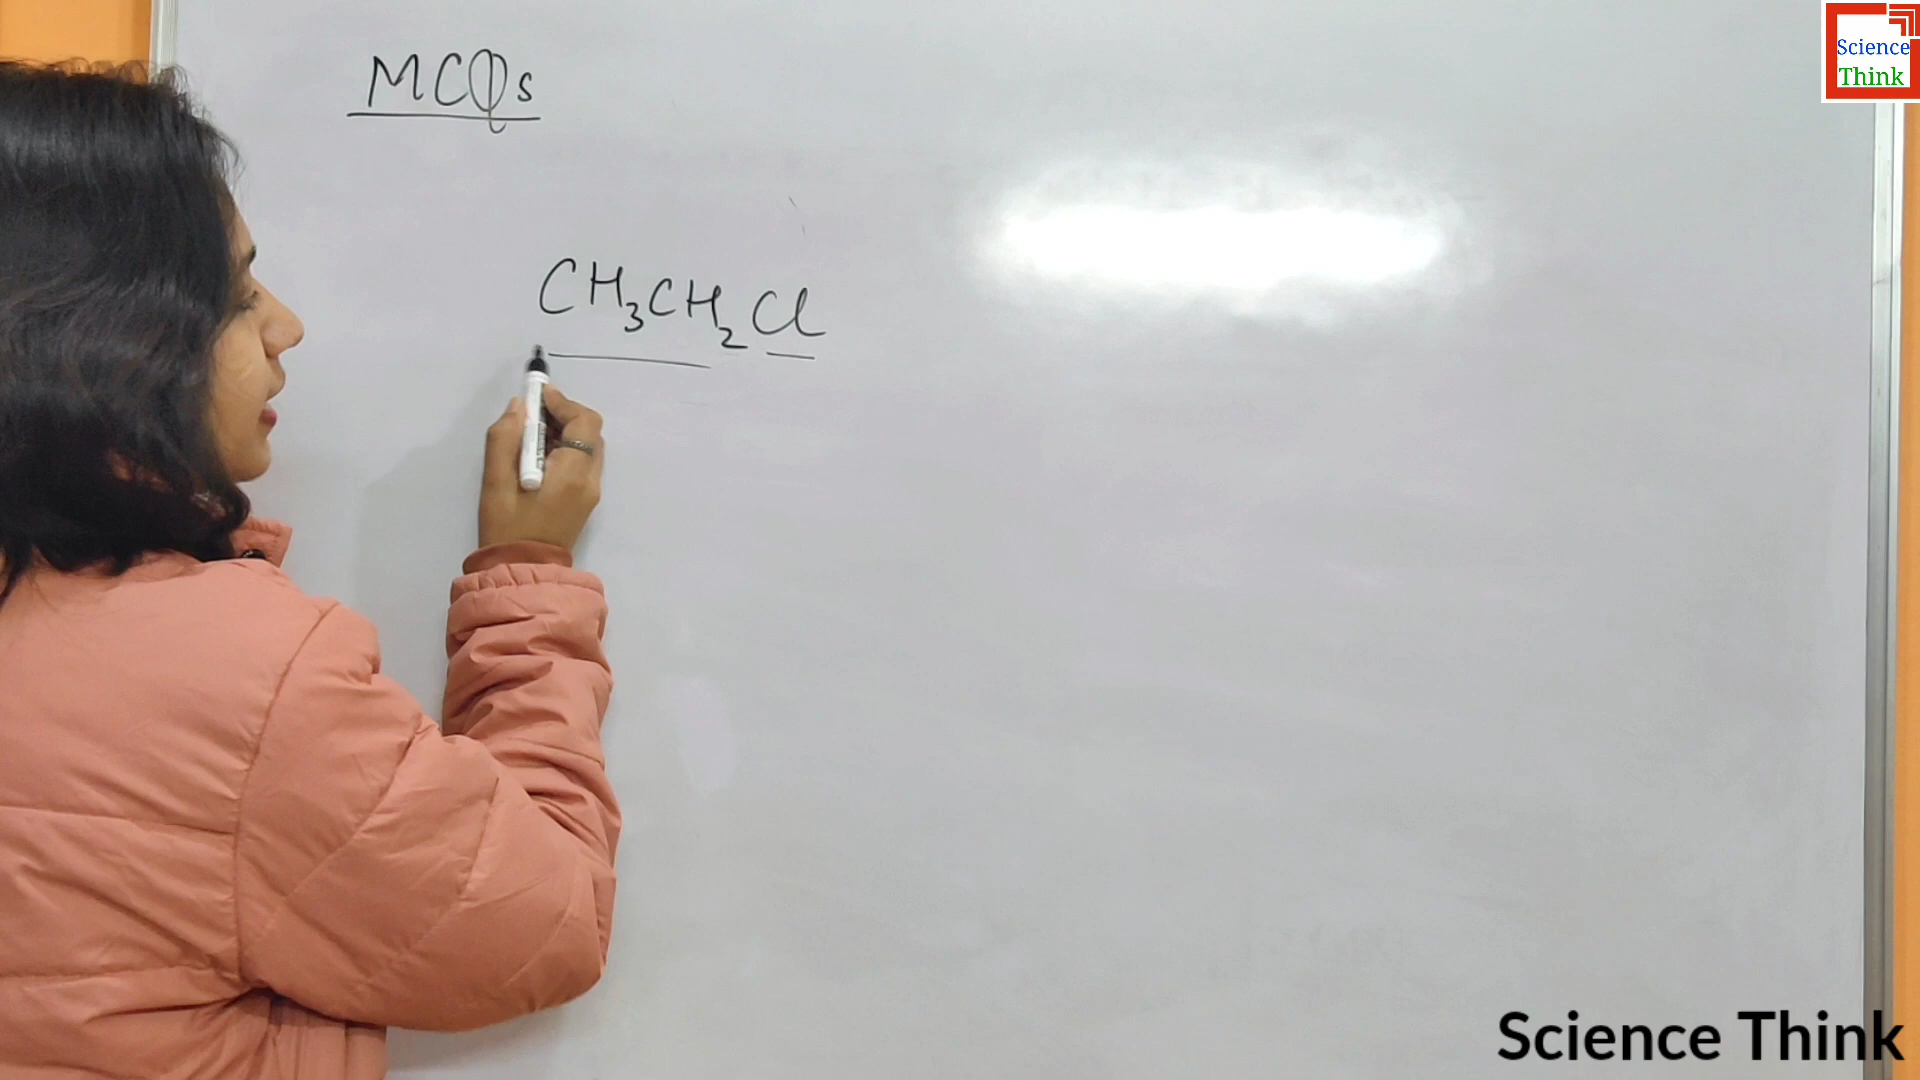 MCQs
CH3CH2Cl
Science
Think
Science Think